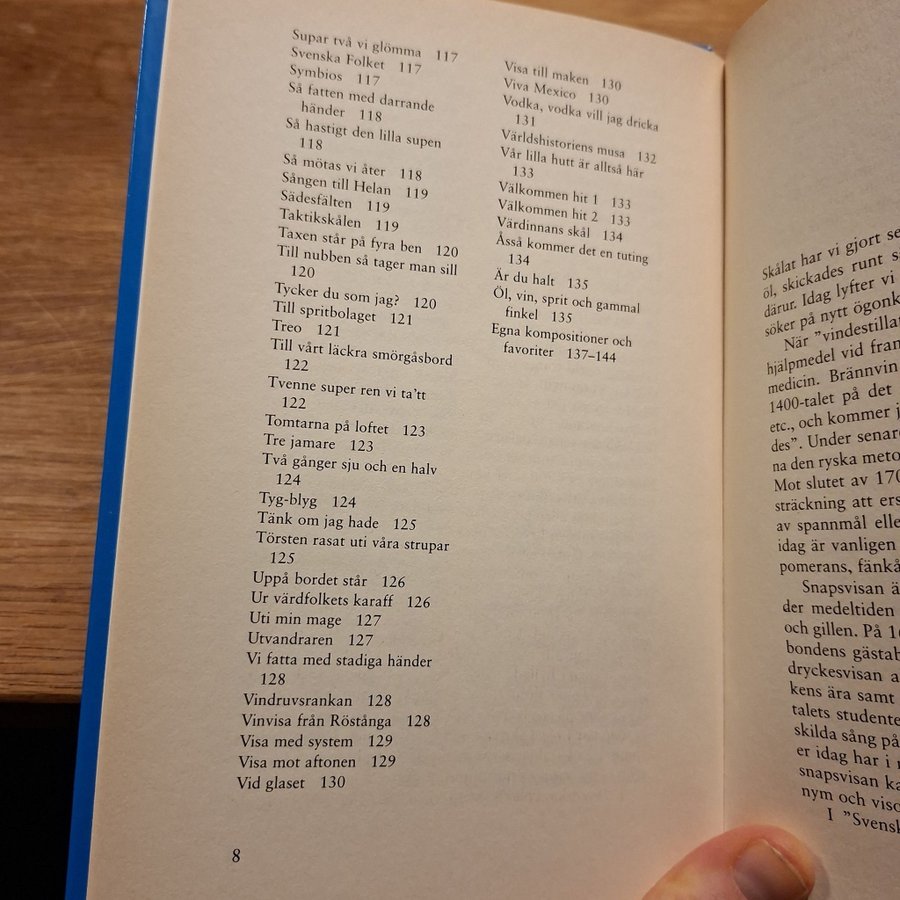 Supar två vi glömma 117
Svenska Folket 117
Symbios 117
Så fatten med darrande
händer 118
Så hastigt den lilla supen
118
Så mötas vi åter 118
Sången till Helan 119
Sädesfälten 119
Taktikskålen 119
Taxen står på fyra ben 120
Till nubben så tager man sill
120
Tycker du som jag? 120
Till spritbolaget 121
Treo 121
Till vårt läckra smörgåsbord
122
Tvenne super ren vi ta'tt
122
Tomtarna på loftet 123
Tre jamare 123
Två gånger sju och en halv
124
Tyg-blyg 124
Tänk om jag hade 125
Törsten rasat uti våra strupar
125
Uppå bordet står 126
Ur värdfolkets karaff 126
Uti min mage 127
Utvandraren 127
Vi fatta med stadiga händer
128
Vindruvsrankan 128
Vinvisa från Röstånga 128
Visa med system 129
Visa mot aftonen 129
Vid glaset 130
Visa till maken 130
Viva Mexico 130
Vodka, vodka vill jag dricka
131
Världshistoriens musa 132
Vår lilla hutt är alltså här
133
Välkommen hit 1 133
Välkommen hit 2 133
Värdinnans skål 134
Åsså kommer det en tuting
134
Är du halt 135
Öl, vin, sprit och gammal
finkel 135
Egna kompositioner och
favoriter 137–144
8
Skålat har vi gjort se
öl, skickades runt
därur. Idag lyfter vi
söker på nytt ögonk
När "vindestillat
hjälpmedel vid fram
medicin. Brännvin
1400-talet på det
etc., och kommer j
des". Under senar
na den ryska meto
Mot slutet av 170
sträckning att ers
av spannmål elle
idag är vanligen
pomerans, fänkå
Snapsvisan ä
der medeltiden
och gillen. På 16
bondens gästab
dryckesvisan a
kens ära samt
talets studente
skilda sång på
er idag har i r
snapsvisan ka
nym och viso
I "Svensk